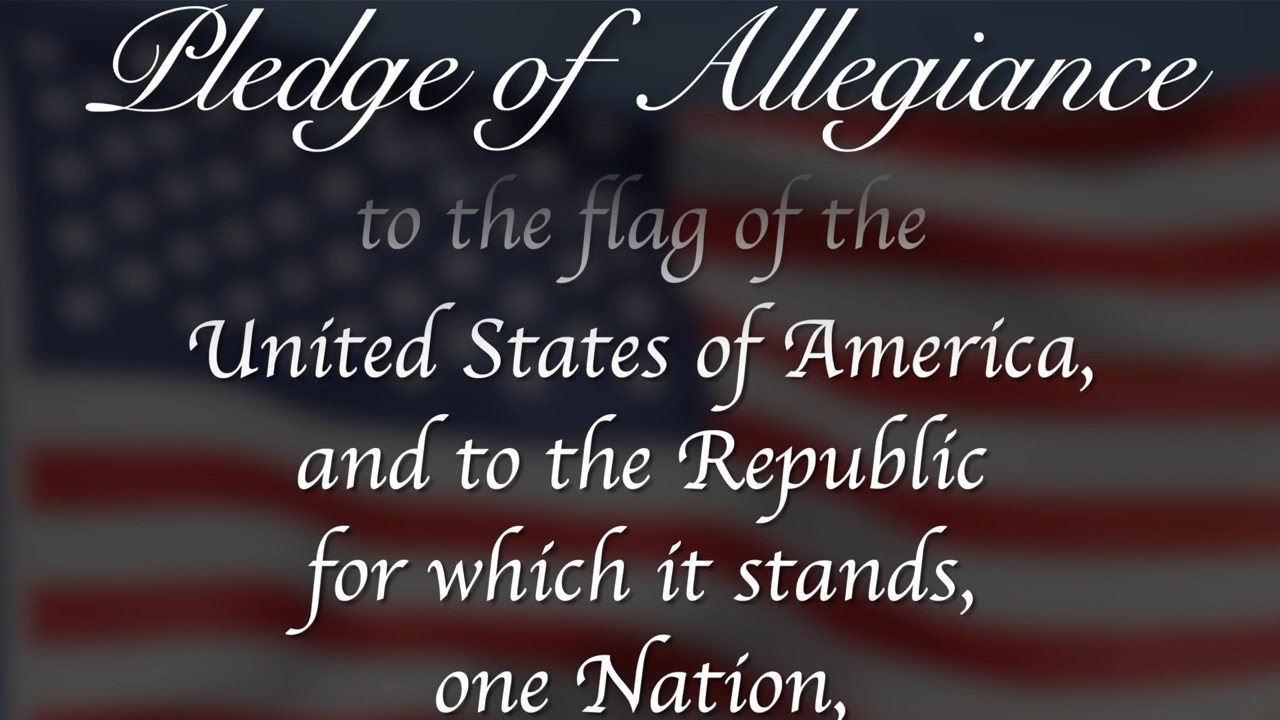 Pledge of Allegiance
to the flag of the
United States of America,
and to the Republic
for which it stands,
one Nation,